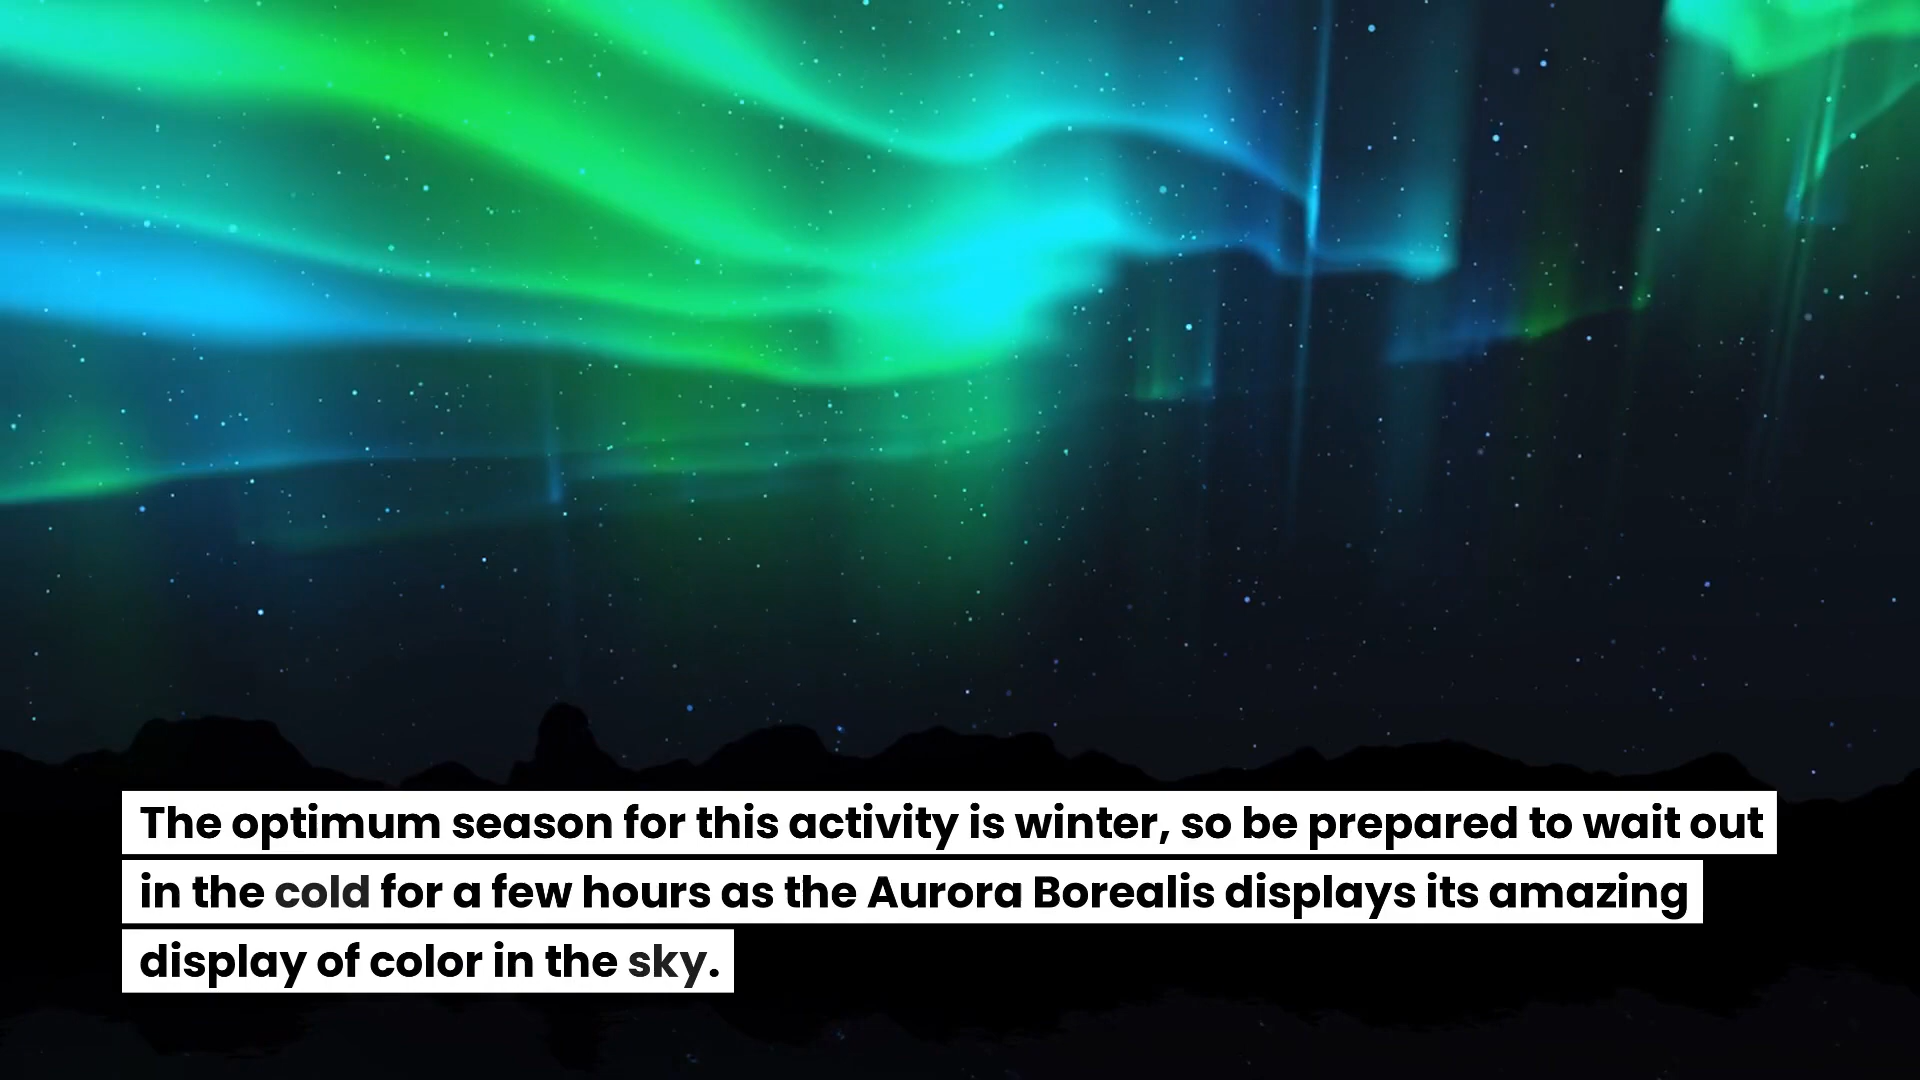 The optimum season for this activity is winter, so be prepared to wait out
in the cold for a few hours as the Aurora Borealis displays its amazing
display of color in the sky.